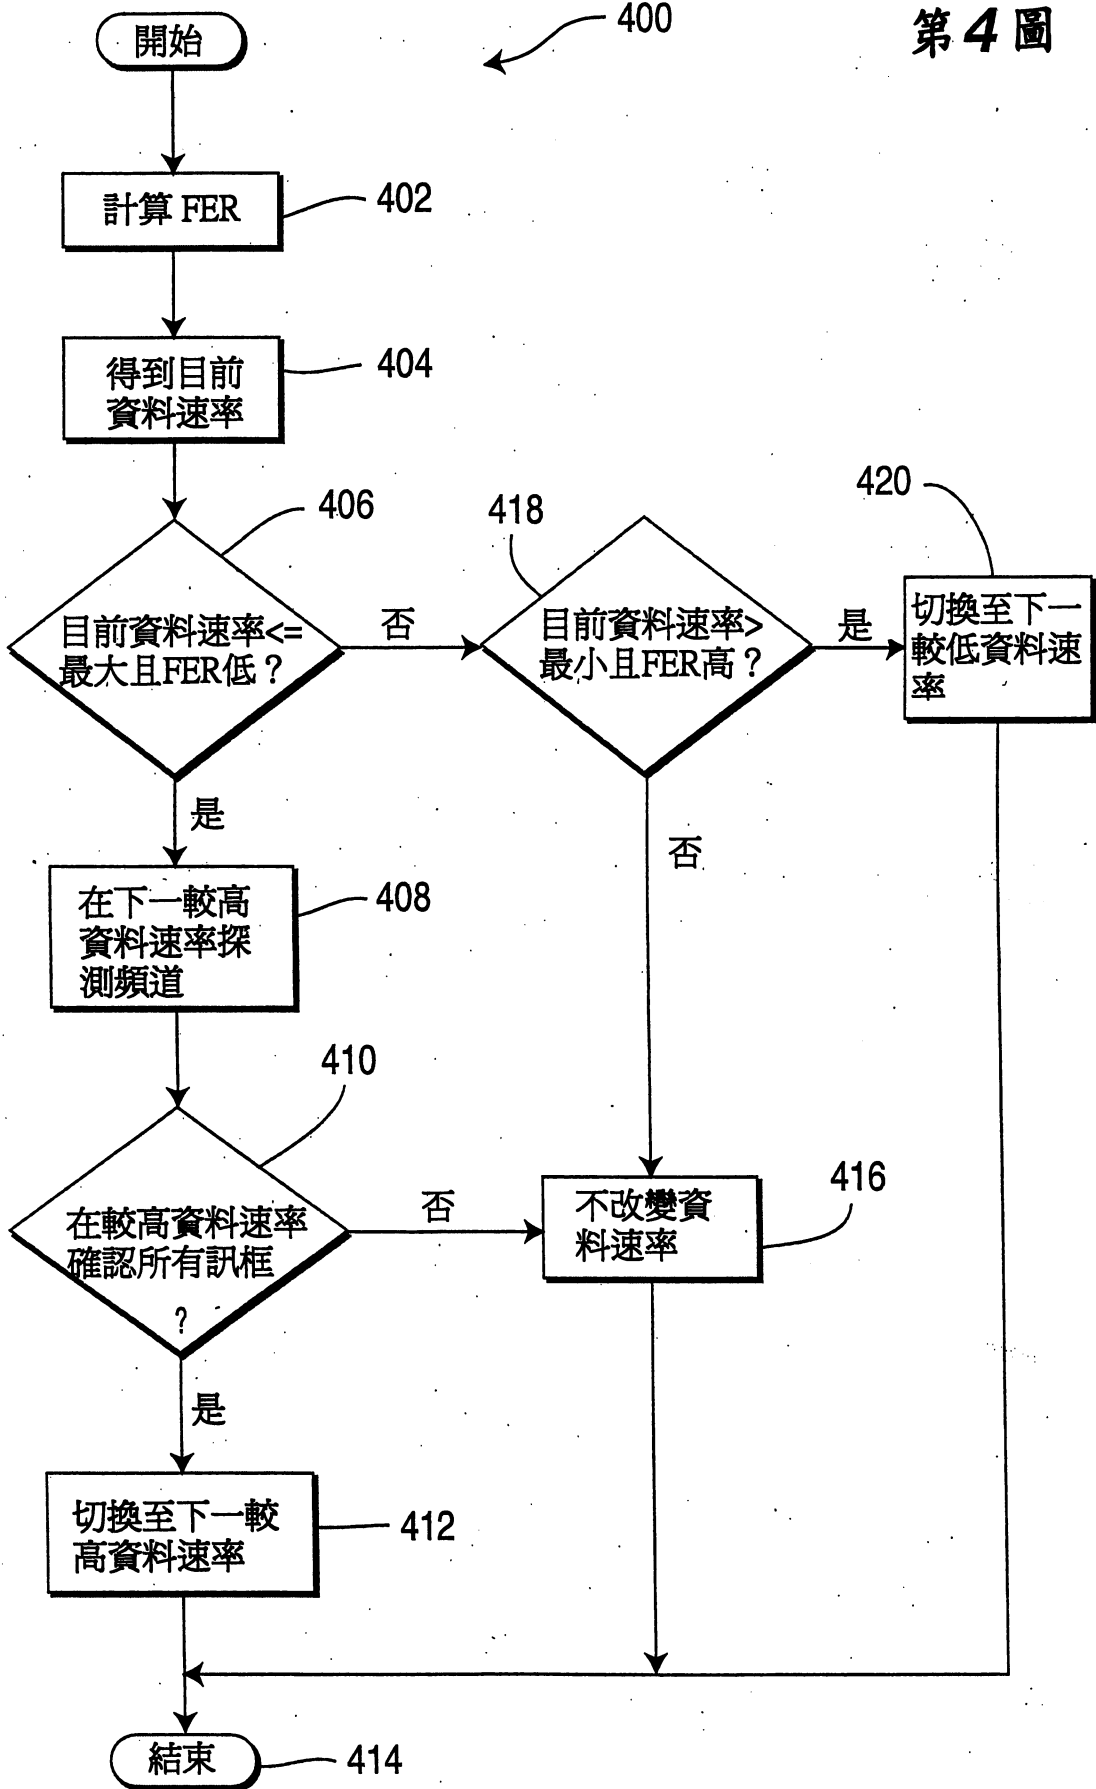 第4圖
400
開始
計算 FER
402
得到目前
資料速率
404
406
目前資料速率<=
最大且FER低?
否
418
目前資料速率>
最小且FER高?
是
420
切換至下一
較低資料速
率
是
否
在下一較高
資料速率探
測頻道
408
410
在較高資料速率
確認所有訊框
?
否
不改變資
料速率
416
是
切換至下一較
高資料速率
412
結束
414